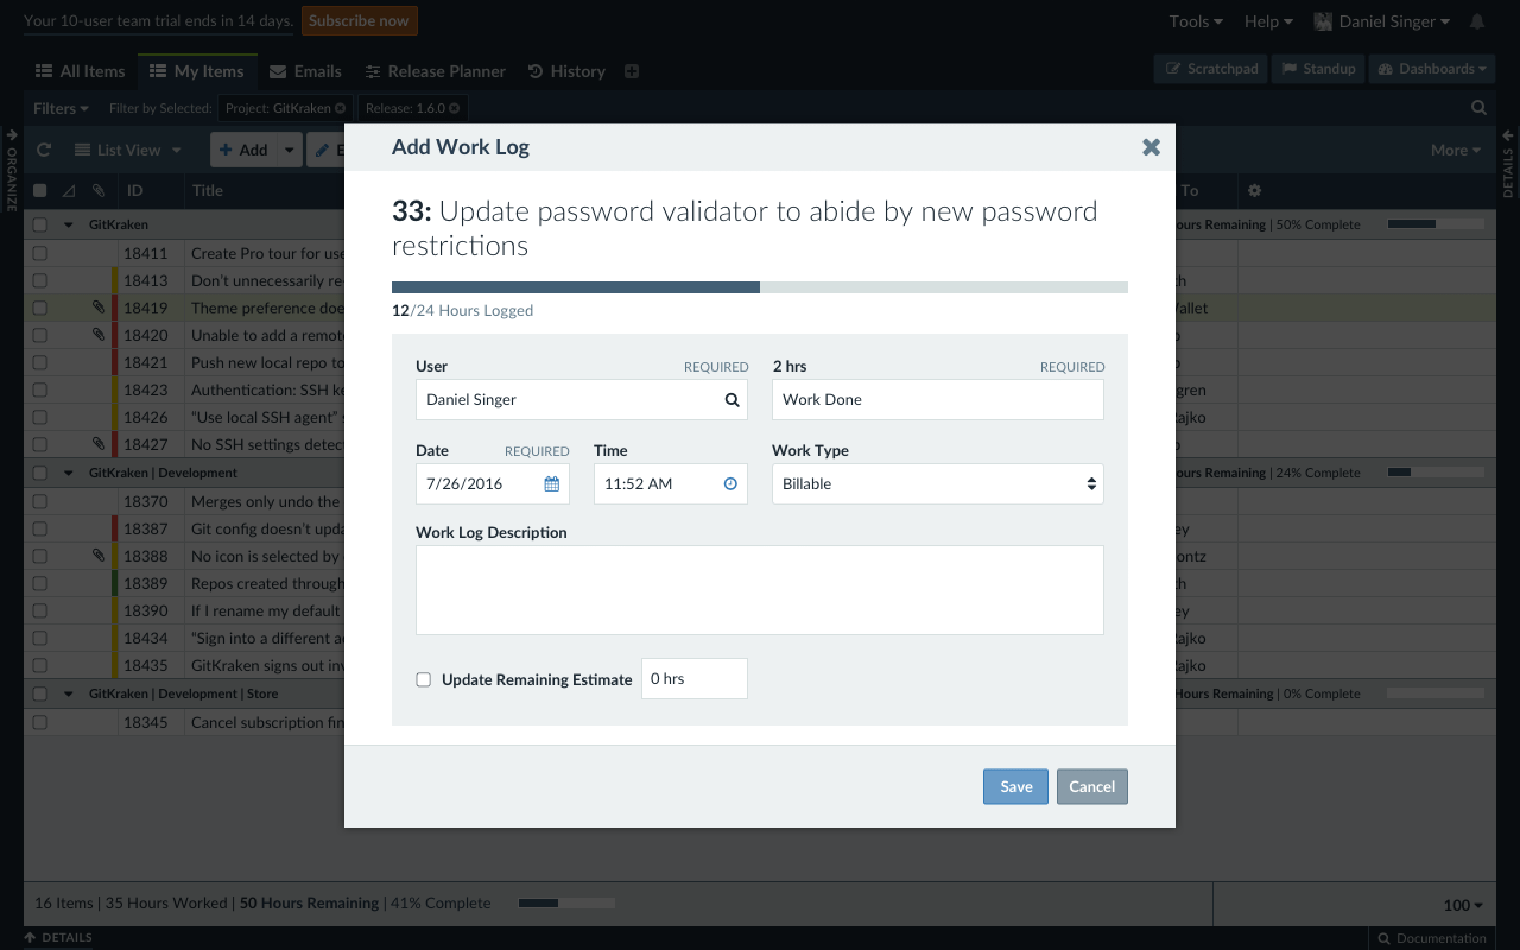 Your 10-user team trial ends in 14 days. Subscribe now
Tools Help Daniel Singer
All Items My Items Emails Release Planner History
Scratchpad Standup Dashboards
Filters Filter by Selected: Project: GitKraken Release: 1.6.0
ORGANIZE
DETAILS
List View Add E
More
ID Title
To
GitKraken
ours Remaining | 50% Complete
18411 Create Pro tour for use
18413 Don't unnecessarily re
th
18419 Theme preference doe
allet
18420 Unable to add a remot
18421 Push new local repo to
18423 Authentication: SSH ke
gren
18426 "Use local SSH agent" s
ajko
18427 No SSH settings detect
GitKraken | Development
ours Remaining | 24% Complete
18370 Merges only undo the
18387 Git config doesn't upda
ey
18388 No icon is selected by
ontz
18389 Repos created through
th
18390 If I rename my default
ey
18434 "Sign into a different a
ajko
18435 GitKraken signs out inv
ajko
GitKraken | Development | Store
Hours Remaining | 0% Complete
18345 Cancel subscription fin
Add Work Log
33: Update password validator to abide by new password
restrictions
12/24 Hours Logged
User REQUIRED 2 hrs REQUIRED
Daniel Singer Work Done
Date REQUIRED Time Work Type
7/26/2016 11:52 AM Billable
Work Log Description
Update Remaining Estimate 0 hrs
Save Cancel
16 Items | 35 Hours Worked | 50 Hours Remaining | 41% Complete
100
DETAILS
Documentation